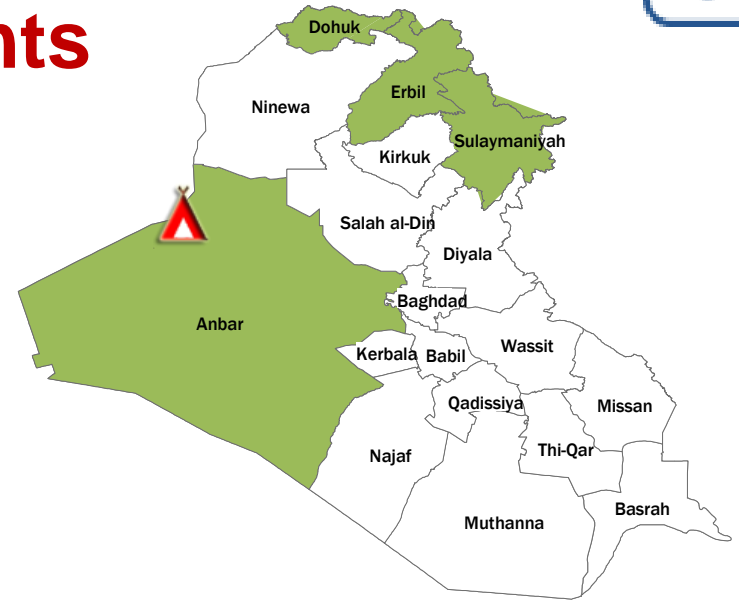 nts
Dohuk
Ninewa
Erbil
Sulaymaniyah
Kirkuk
Salah al-Din
Diyala
Baghdad
Anbar
Kerbala
Babil
Wassit
Qadissiya
Missan
Najaf
Thi-Qar
Basrah
Muthanna